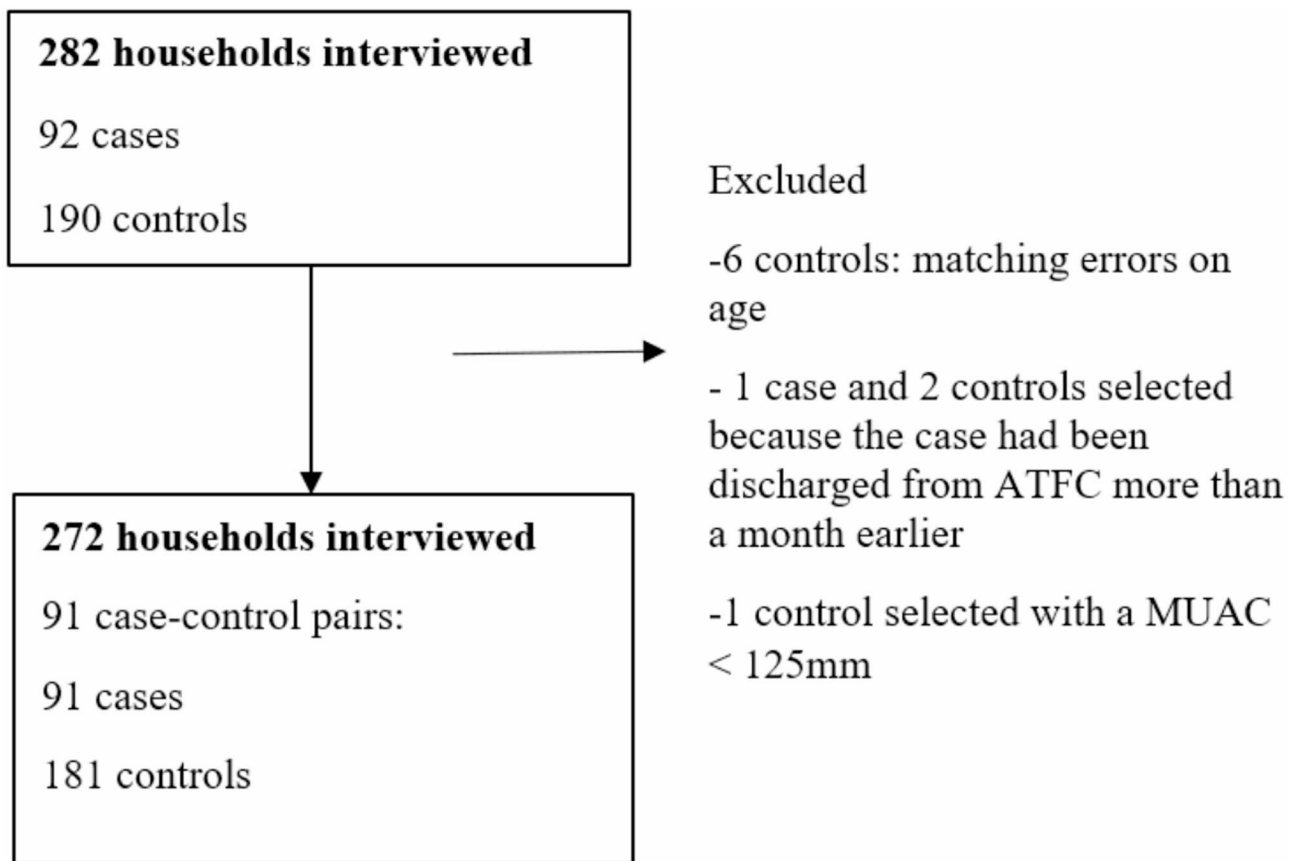 282 households interviewed
92 cases
190 controls
Excluded
-6 controls: matching errors on
age
- 1 case and 2 controls selected
because the case had been
discharged from ATFC more than
a month earlier
-1 control selected with a MUAC
< 125mm
272 households interviewed
91 case-control pairs:
91 cases
181 controls